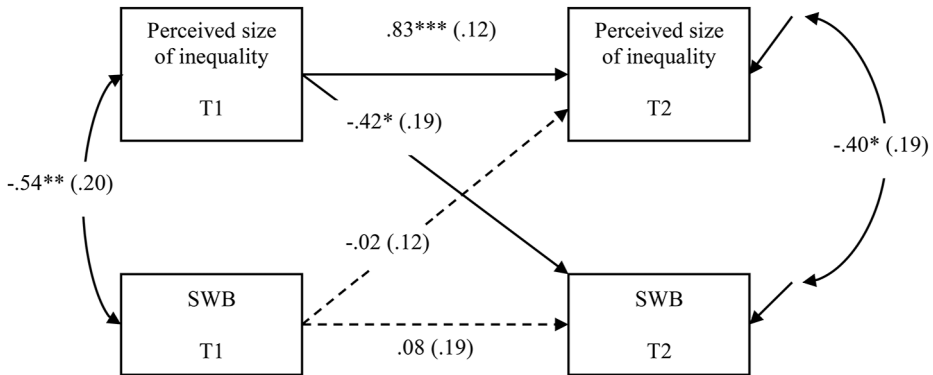 Perceived size
of inequality
T1
.83*** (.12)
Perceived size
of inequality
T2
-.42* (.19)
-.40* (.19)
-.54** (.20)
-.02 (.12)
SWB
T1
.08 (.19)
SWB
T2